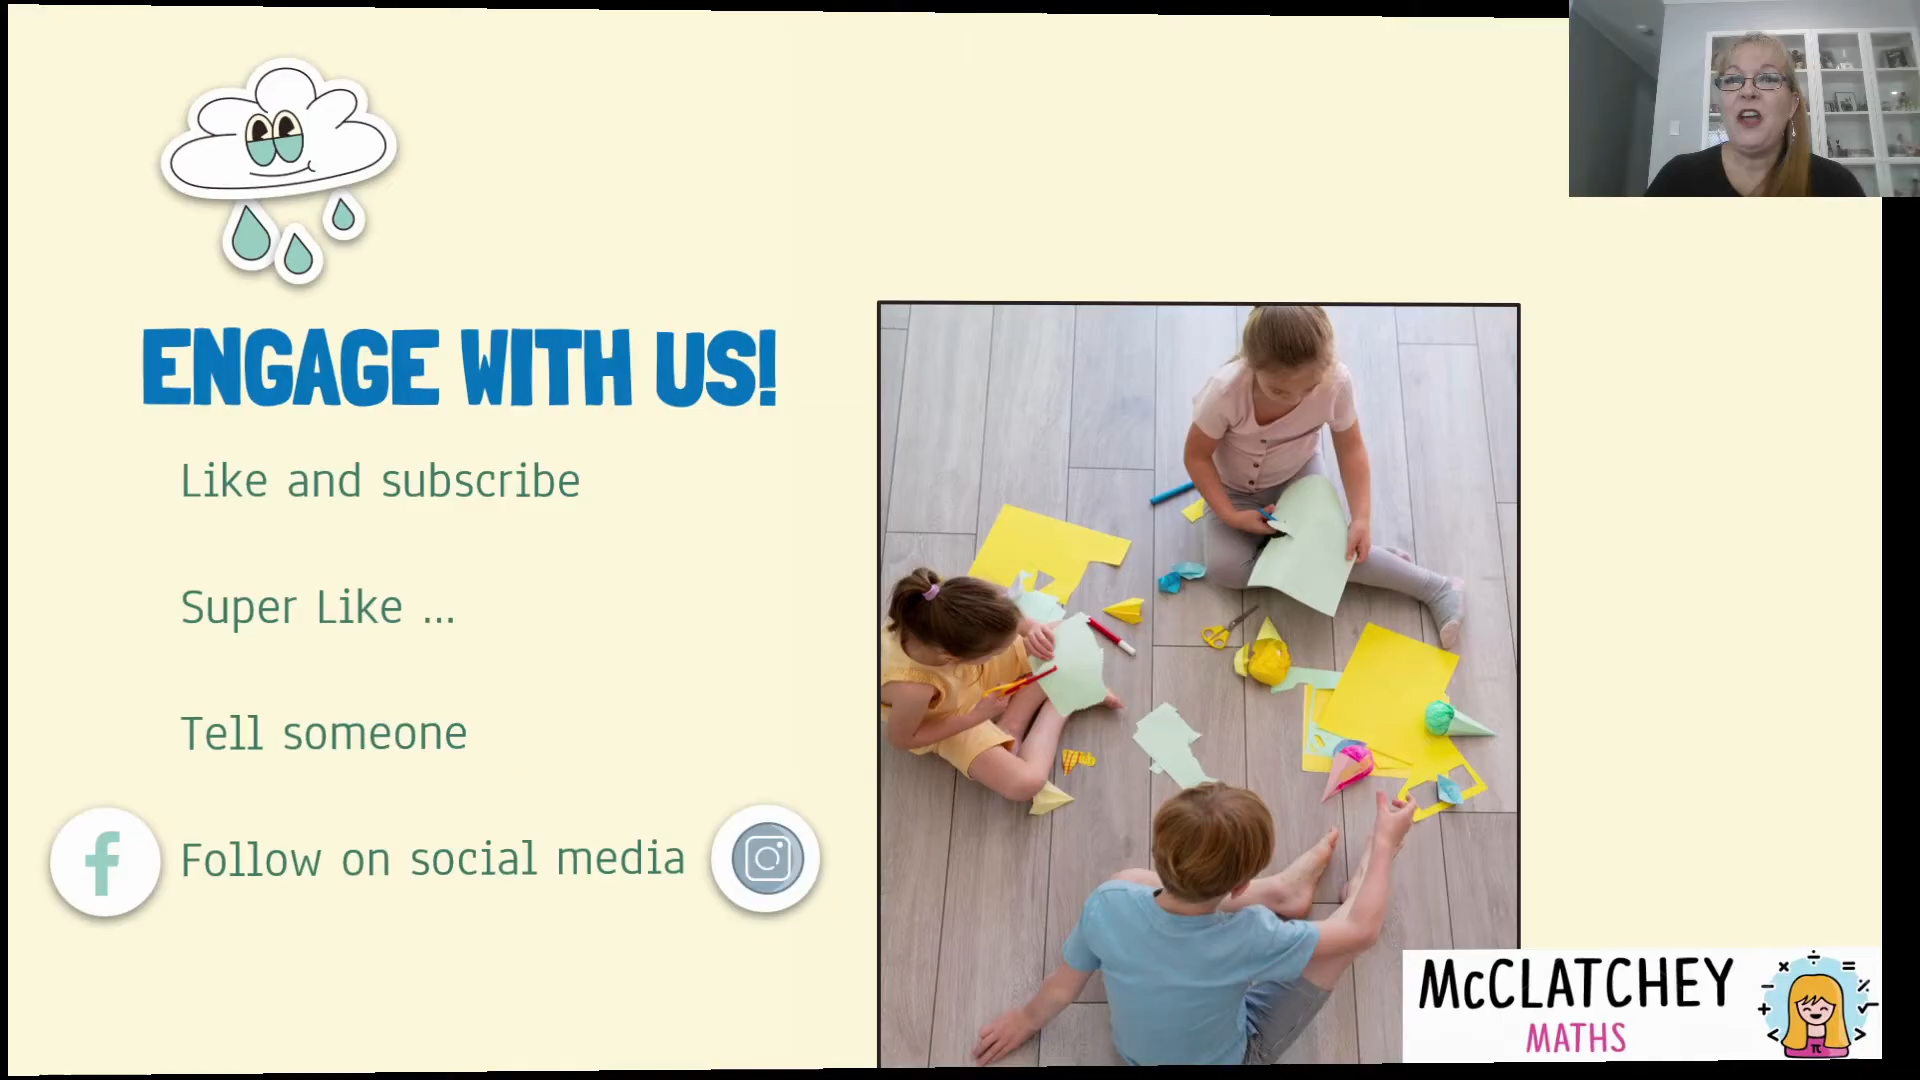 ENGAGE WITH US!
Like and subscribe
Super Like ...
Tell someone
Follow on social media
McCLATCHEY
MATHS